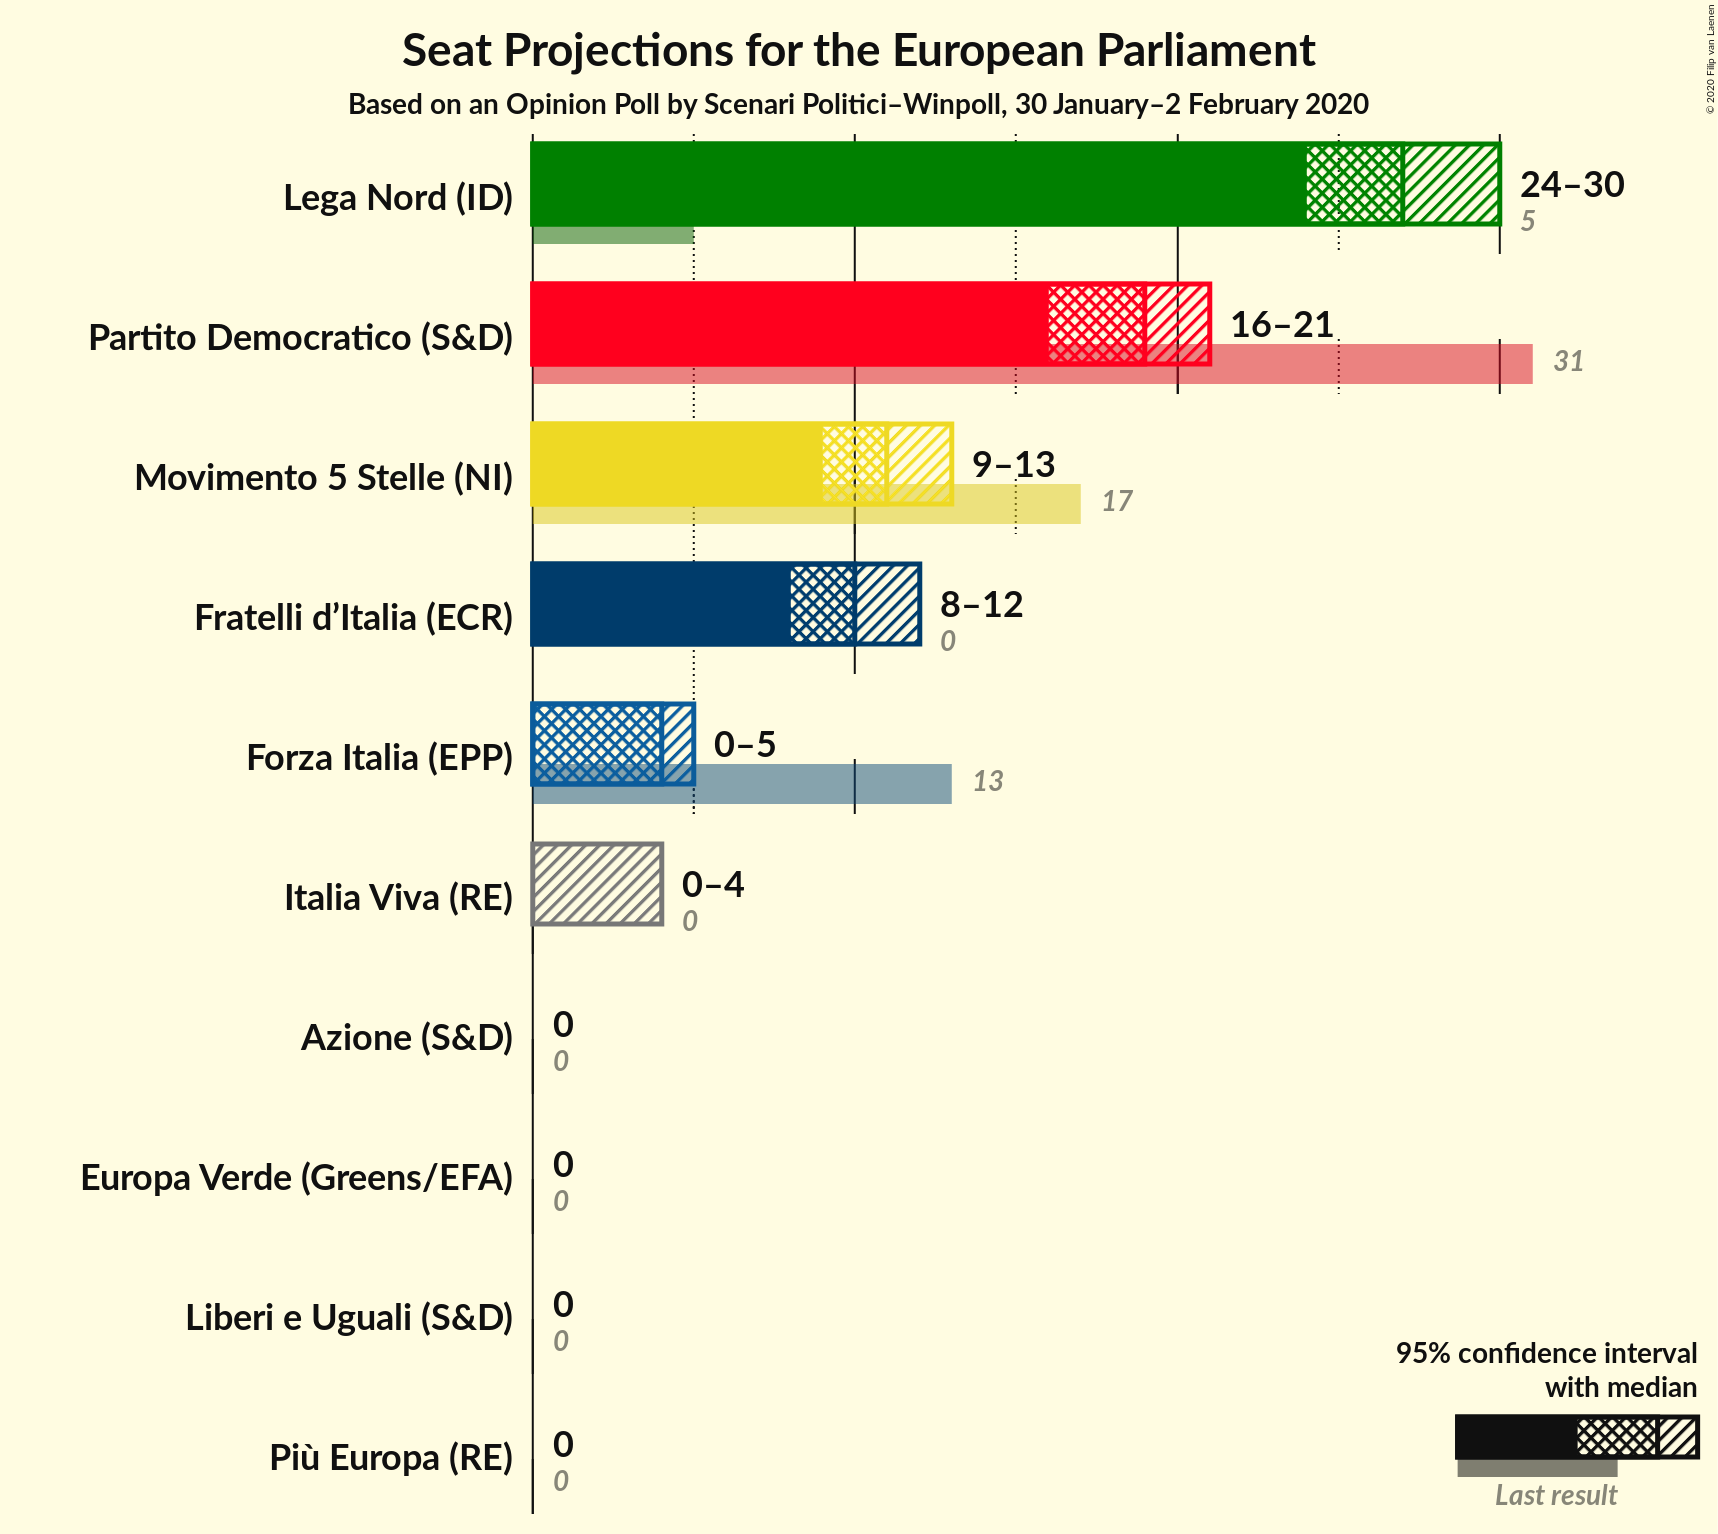 Seat Projections for the European Parliament
Based on an Opinion Poll by Scenari Politici–Winpoll, 30 January–2 February 2020
© 2020 Filip van Laenen
Lega Nord (ID)
24–30
5
Partito Democratico (S&D)
16–21
31
Movimento 5 Stelle (NI)
9–13
17
Fratelli d’Italia (ECR)
8–12
0
Forza Italia (EPP)
0–5
13
Italia Viva (RE)
0–4
0
Azione (S&D)
0
0
Europa Verde (Greens/EFA)
0
0
Liberi e Uguali (S&D)
0
0
Più Europa (RE)
0
0
95% confidence interval
with median
Last result